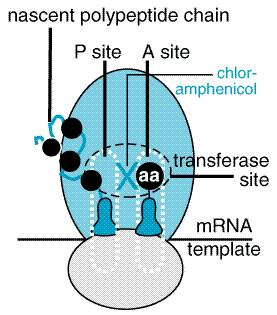 nascent polypeptide chain
P site
A site
chlor-
amphenicol
aa
transferase
site
mRNA
template